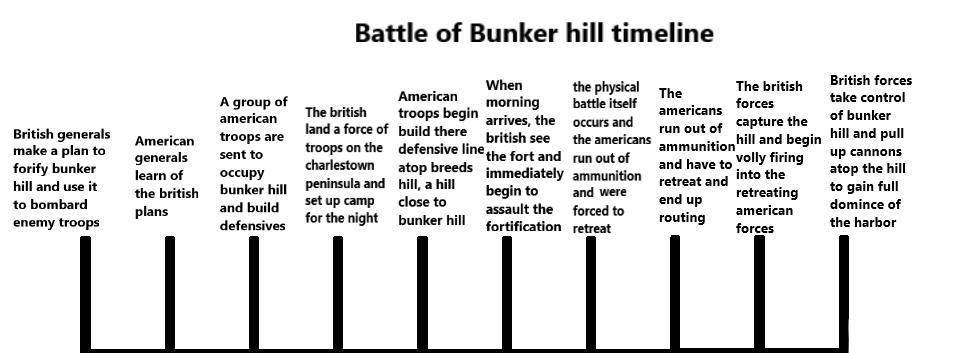 Battle of Bunker hill timeline
British generals
make a plan to
forify bunker
hill and use it
to bombard
enemy troops
American
generals
learn of
the british
plans
A group of
american
troops are
sent to
occupy
bunker hill
and build
defensives
The british
land a force of
troops on the
charlestown
peninsula and
set up camp
for the night
American
troops begin
build there
defensive line
atop breeds
hill, a hill
close to
bunker hill
When
morning
arrives, the
british see
the fort and
immediately
begin to
assault the
fortification
the physical
battle itself
occurs and
the americans
run out of
ammunition
and were
forced to
retreat
The
americans
run out of
ammunition
and have to
retreat and
end up
routing
The british
forces
capture the
hill and begin
volly firing
into the
retreating
american
forces
British forces
take control
of bunker
hill and pull
up cannons
atop the hill
to gain full
domince of
the harbor